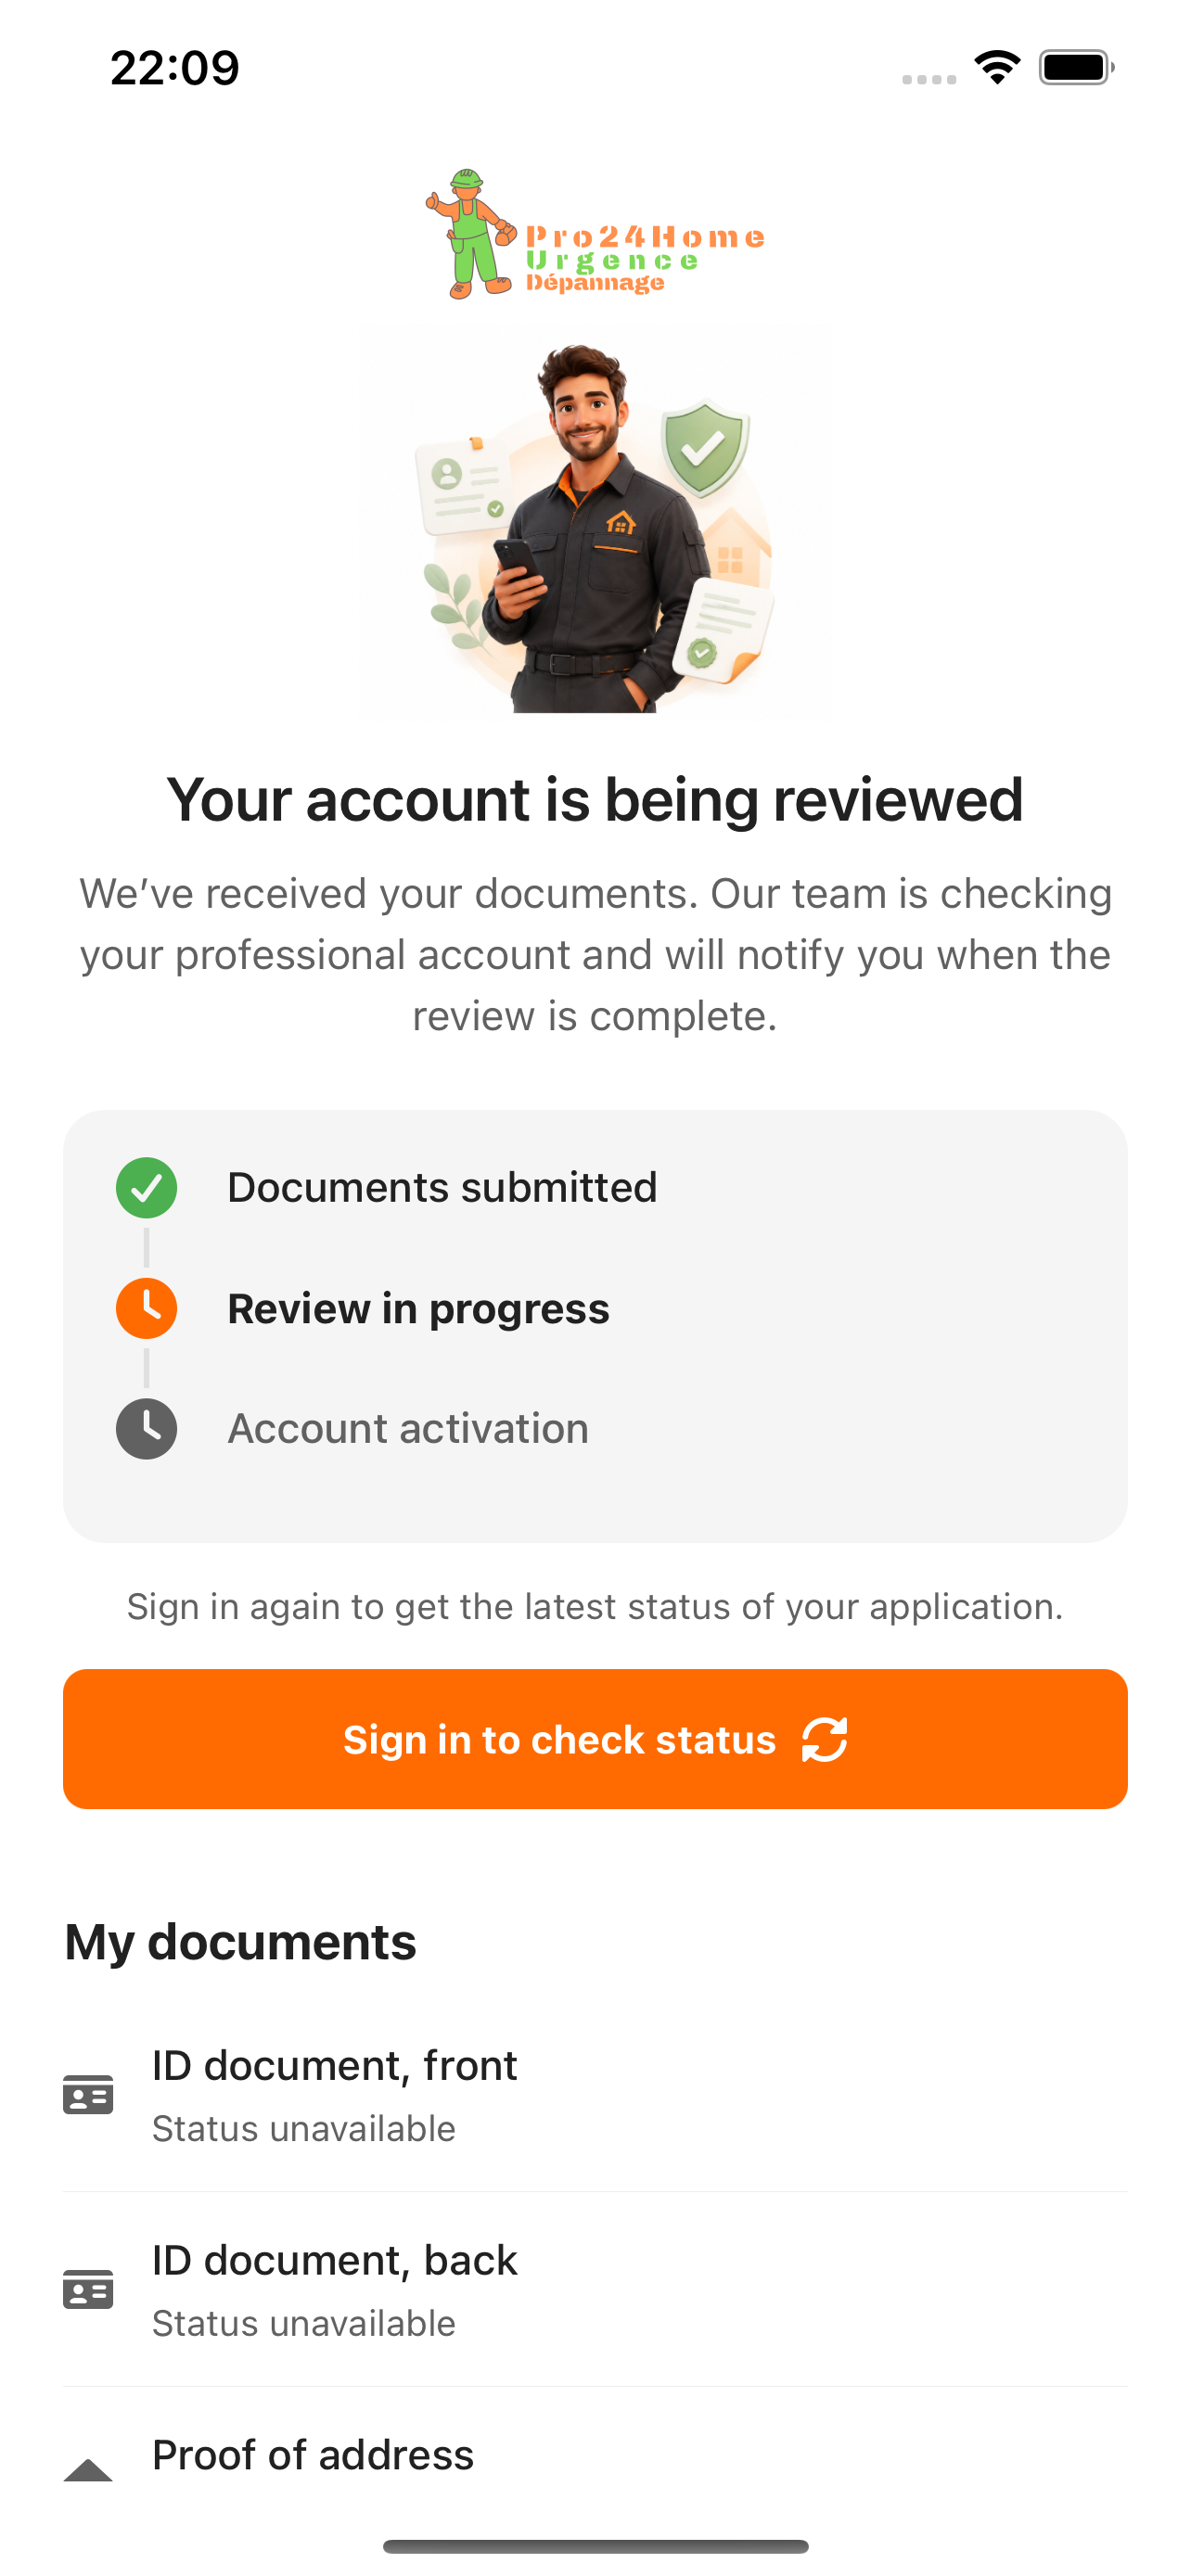 22:09
Pro24Home
Urgence
Dépannage
Your account is being reviewed
We’ve received your documents. Our team is checking
your professional account and will notify you when the
review is complete.
Documents submitted
Review in progress
Account activation
Sign in again to get the latest status of your application.
Sign in to check status
My documents
ID document, front
Status unavailable
ID document, back
Status unavailable
Proof of address